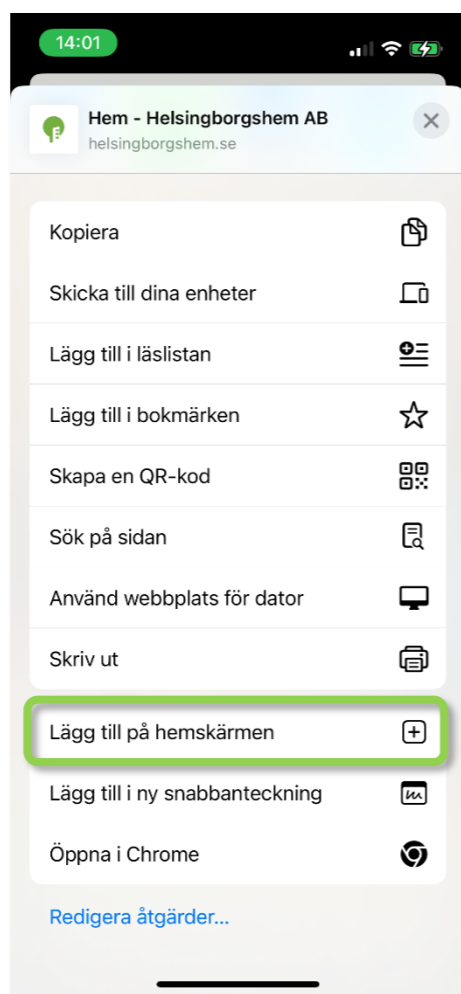 14:01
Hem - Helsingborgshem AB
helsingborgshem.se
Kopiera
Skicka till dina enheter
Lägg till i läslistan
Lägg till i bokmärken
Skapa en QR-kod
Sök på sidan
Använd webbplats för dator
Skriv ut
Lägg till på hemskärmen
Lägg till i ny snabbanteckning
Öppna i Chrome
Redigera åtgärder...